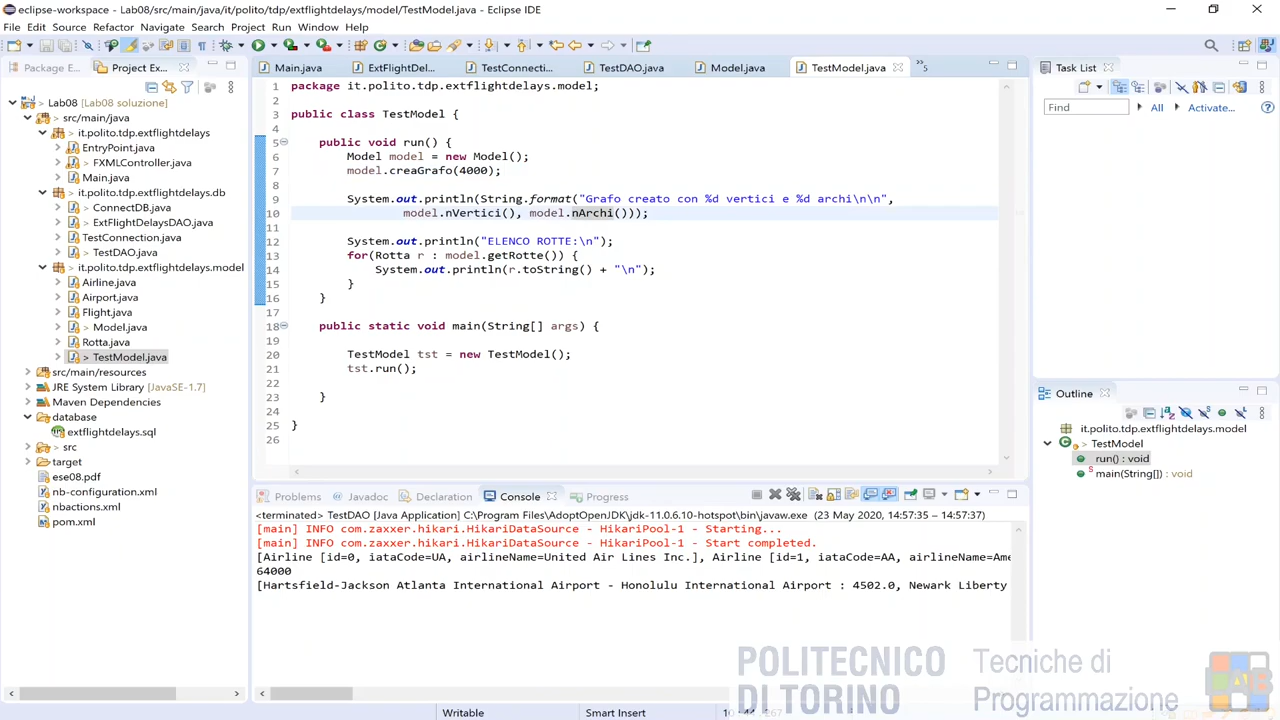 eclipse-workspace - Lab08/src/main/java/it/polito/tdp/extflightdelays/model/TestModel.java - Eclipse IDE
File Edit Source Refactor Navigate Search Project Run Window Help
Package E... Project Ex...
Main.java ExtFlightDel... TestConnecti... TestDAO.java Model.java TestModel.java 5
Task List
Find All Activate...
Lab08 [Lab08 soluzione]
src/main/java
it.polito.tdp.extflightdelays
EntryPoint.java
> FXMLController.java
Main.java
> it.polito.tdp.extflightdelays.db
> ConnectDB.java
> ExtFlightDelaysDAO.java
TestConnection.java
> TestDAO.java
> it.polito.tdp.extflightdelays.model
Airline.java
Airport.java
Flight.java
> Model.java
Rotta.java
> TestModel.java
src/main/resources
JRE System Library [JavaSE-1.7]
Maven Dependencies
database
extflightdelays.sql
> src
target
ese08.pdf
nb-configuration.xml
nbactions.xml
pom.xml
1 package it.polito.tdp.extflightdelays.model;
2
3 public class TestModel {
4
5 public void run() {
6 Model model = new Model();
7 model.creaGrafo(4000);
8
9 System.out.println(String.format("Grafo creato con %d vertici e %d archi\n\n",
10 model.nVertici(), model.nArchi()));
11
12 System.out.println("ELENCO ROTTE:\n");
13 for(Rotta r : model.getRotte()) {
14 System.out.println(r.toString() + "\n");
15 }
16 }
17
18 public static void main(String[] args) {
19
20 TestModel tst = new TestModel();
21 tst.run();
22
23 }
24
25 }
26
Outline
it.polito.tdp.extflightdelays.model
> TestModel
run() : void
main(String[]) : void
Problems Javadoc Declaration Console Progress
<terminated> TestDAO [Java Application] C:\Program Files\AdoptOpenJDK\jdk-11.0.6.10-hotspot\bin\javaw.exe (23 May 2020, 14:57:35 – 14:57:37)
[main] INFO com.zaxxer.hikari.HikariDataSource - HikariPool-1 - Starting...
[main] INFO com.zaxxer.hikari.HikariDataSource - HikariPool-1 - Start completed.
[Airline [id=0, iataCode=UA, airlineName=United Air Lines Inc.], Airline [id=1, iataCode=AA, airlineName=Ame
64000
[Hartsfield-Jackson Atlanta International Airport - Honolulu International Airport : 4502.0, Newark Liberty
POLITECNICO
DI TORINO
Tecniche di
Programmazione
Writable Smart Insert